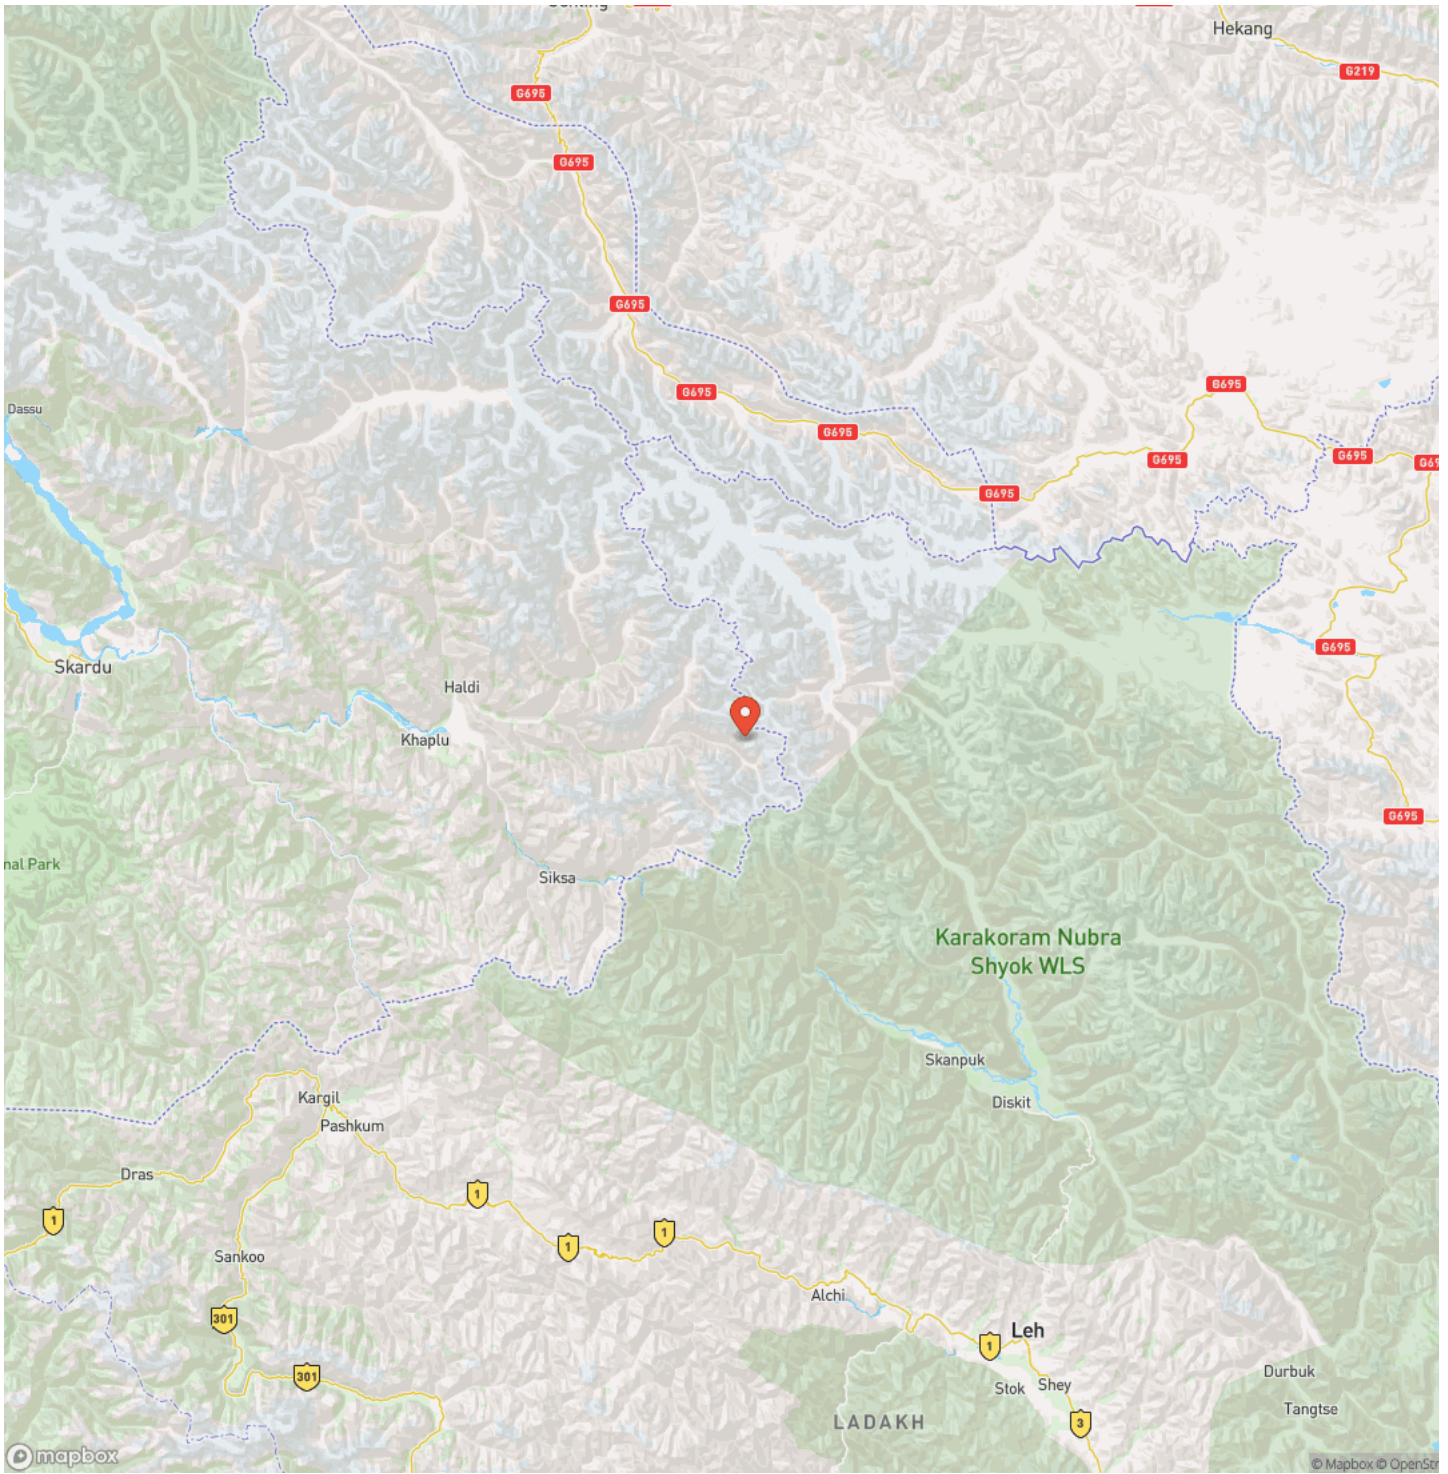 Hekang
G219
G695
G695
G695
G695
G695
G695
G695
G695
G695
Dassu
G695
Skardu
Haldi
Khaplu
G695
nal Park
Siksa
Karakoram Nubra
Shyok WLS
Skanpuk
Diskit
Kargil
Pashkum
Dras
1
1
1
1
Sankoo
301
301
Alchi
Leh
1
Stok
Shey
3
Durbuk
Tangtse
LADAKH
mapbox
© Mapbox © OpenStr